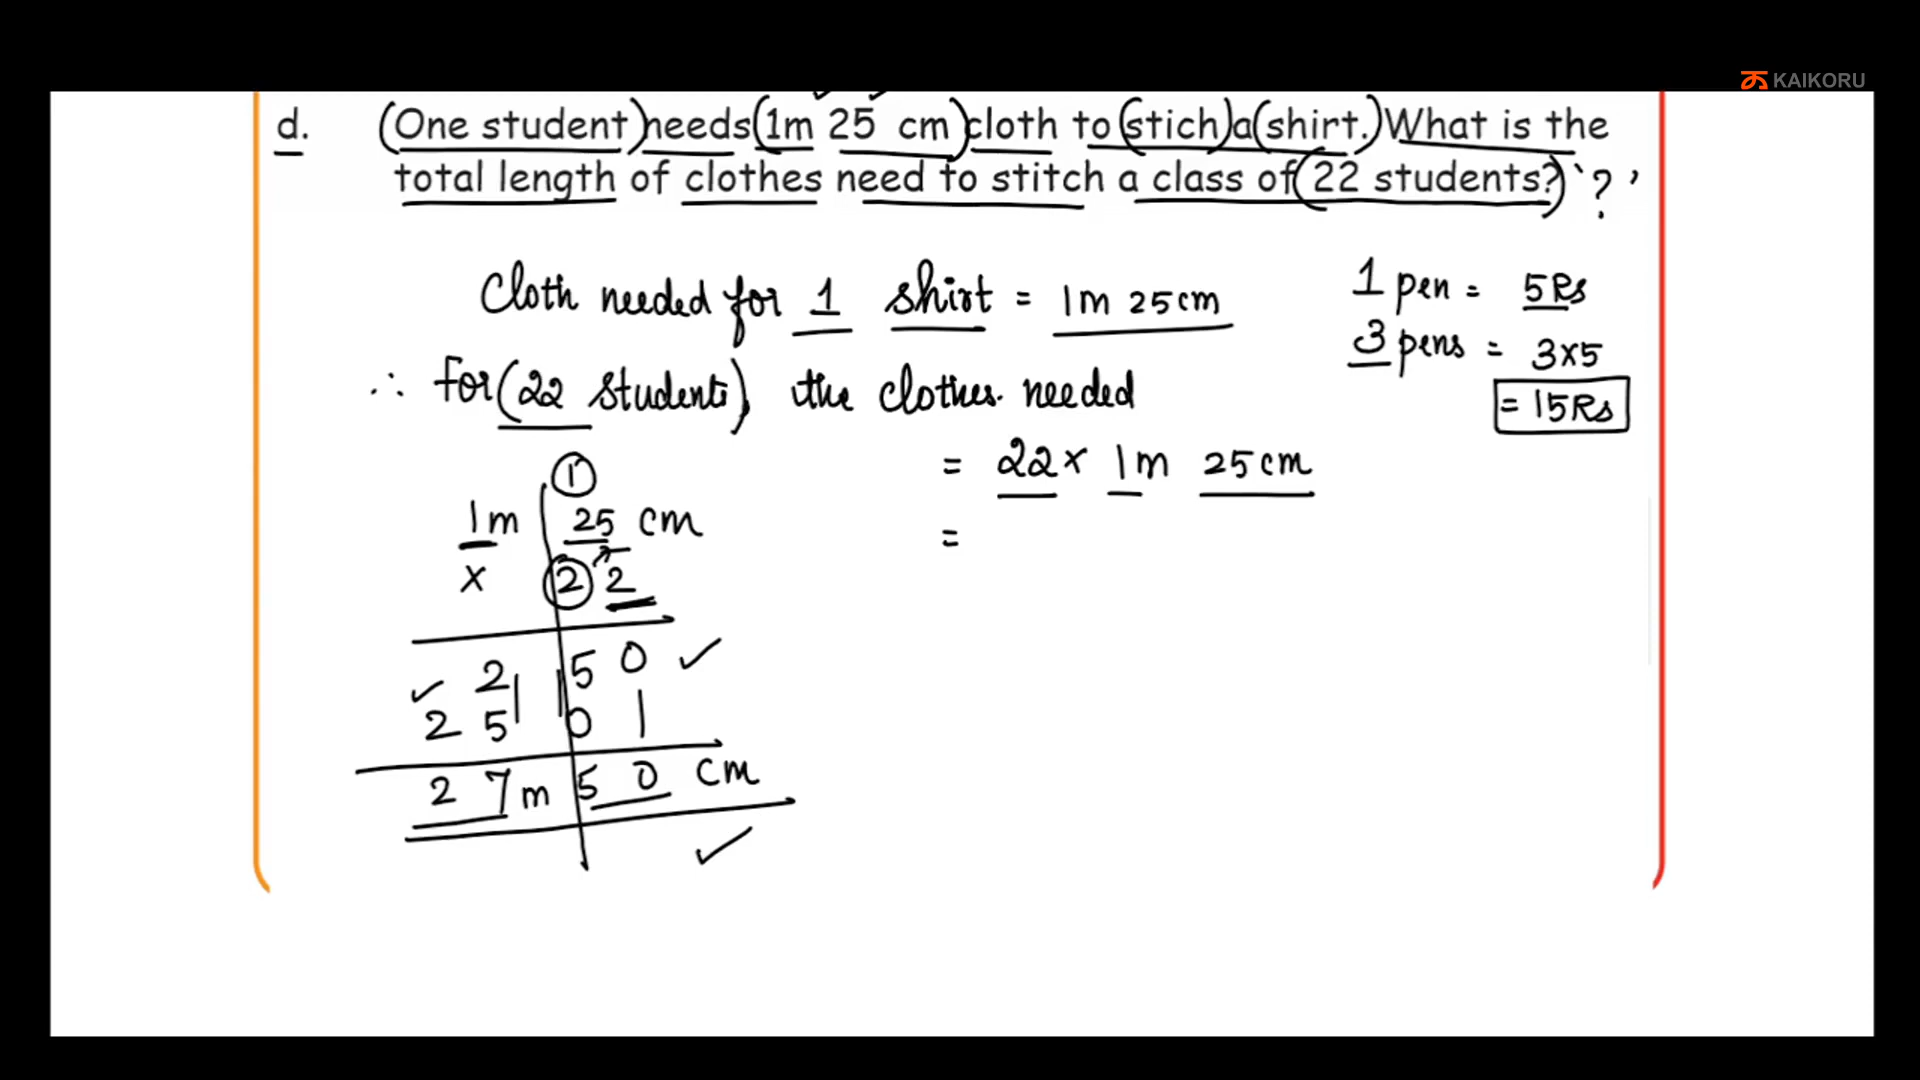 KAIKORU
d. (One student) needs (1m 25 cm) cloth to (stich) a (shirt.) What is the
total length of clothes need to stitch a class of (22 students?) '?'
Cloth needed for 1 shirt = 1m 25cm
1 pen = 5Rs
3 pens = 3x5
= 15Rs
∴ for (22 students), the clothes needed
= 22 x 1m 25cm
=
1
1m 25 cm
x 2 2
2 5 0 ✓
✓ 2 5 0 |
2 7 m 5 0 cm
✓